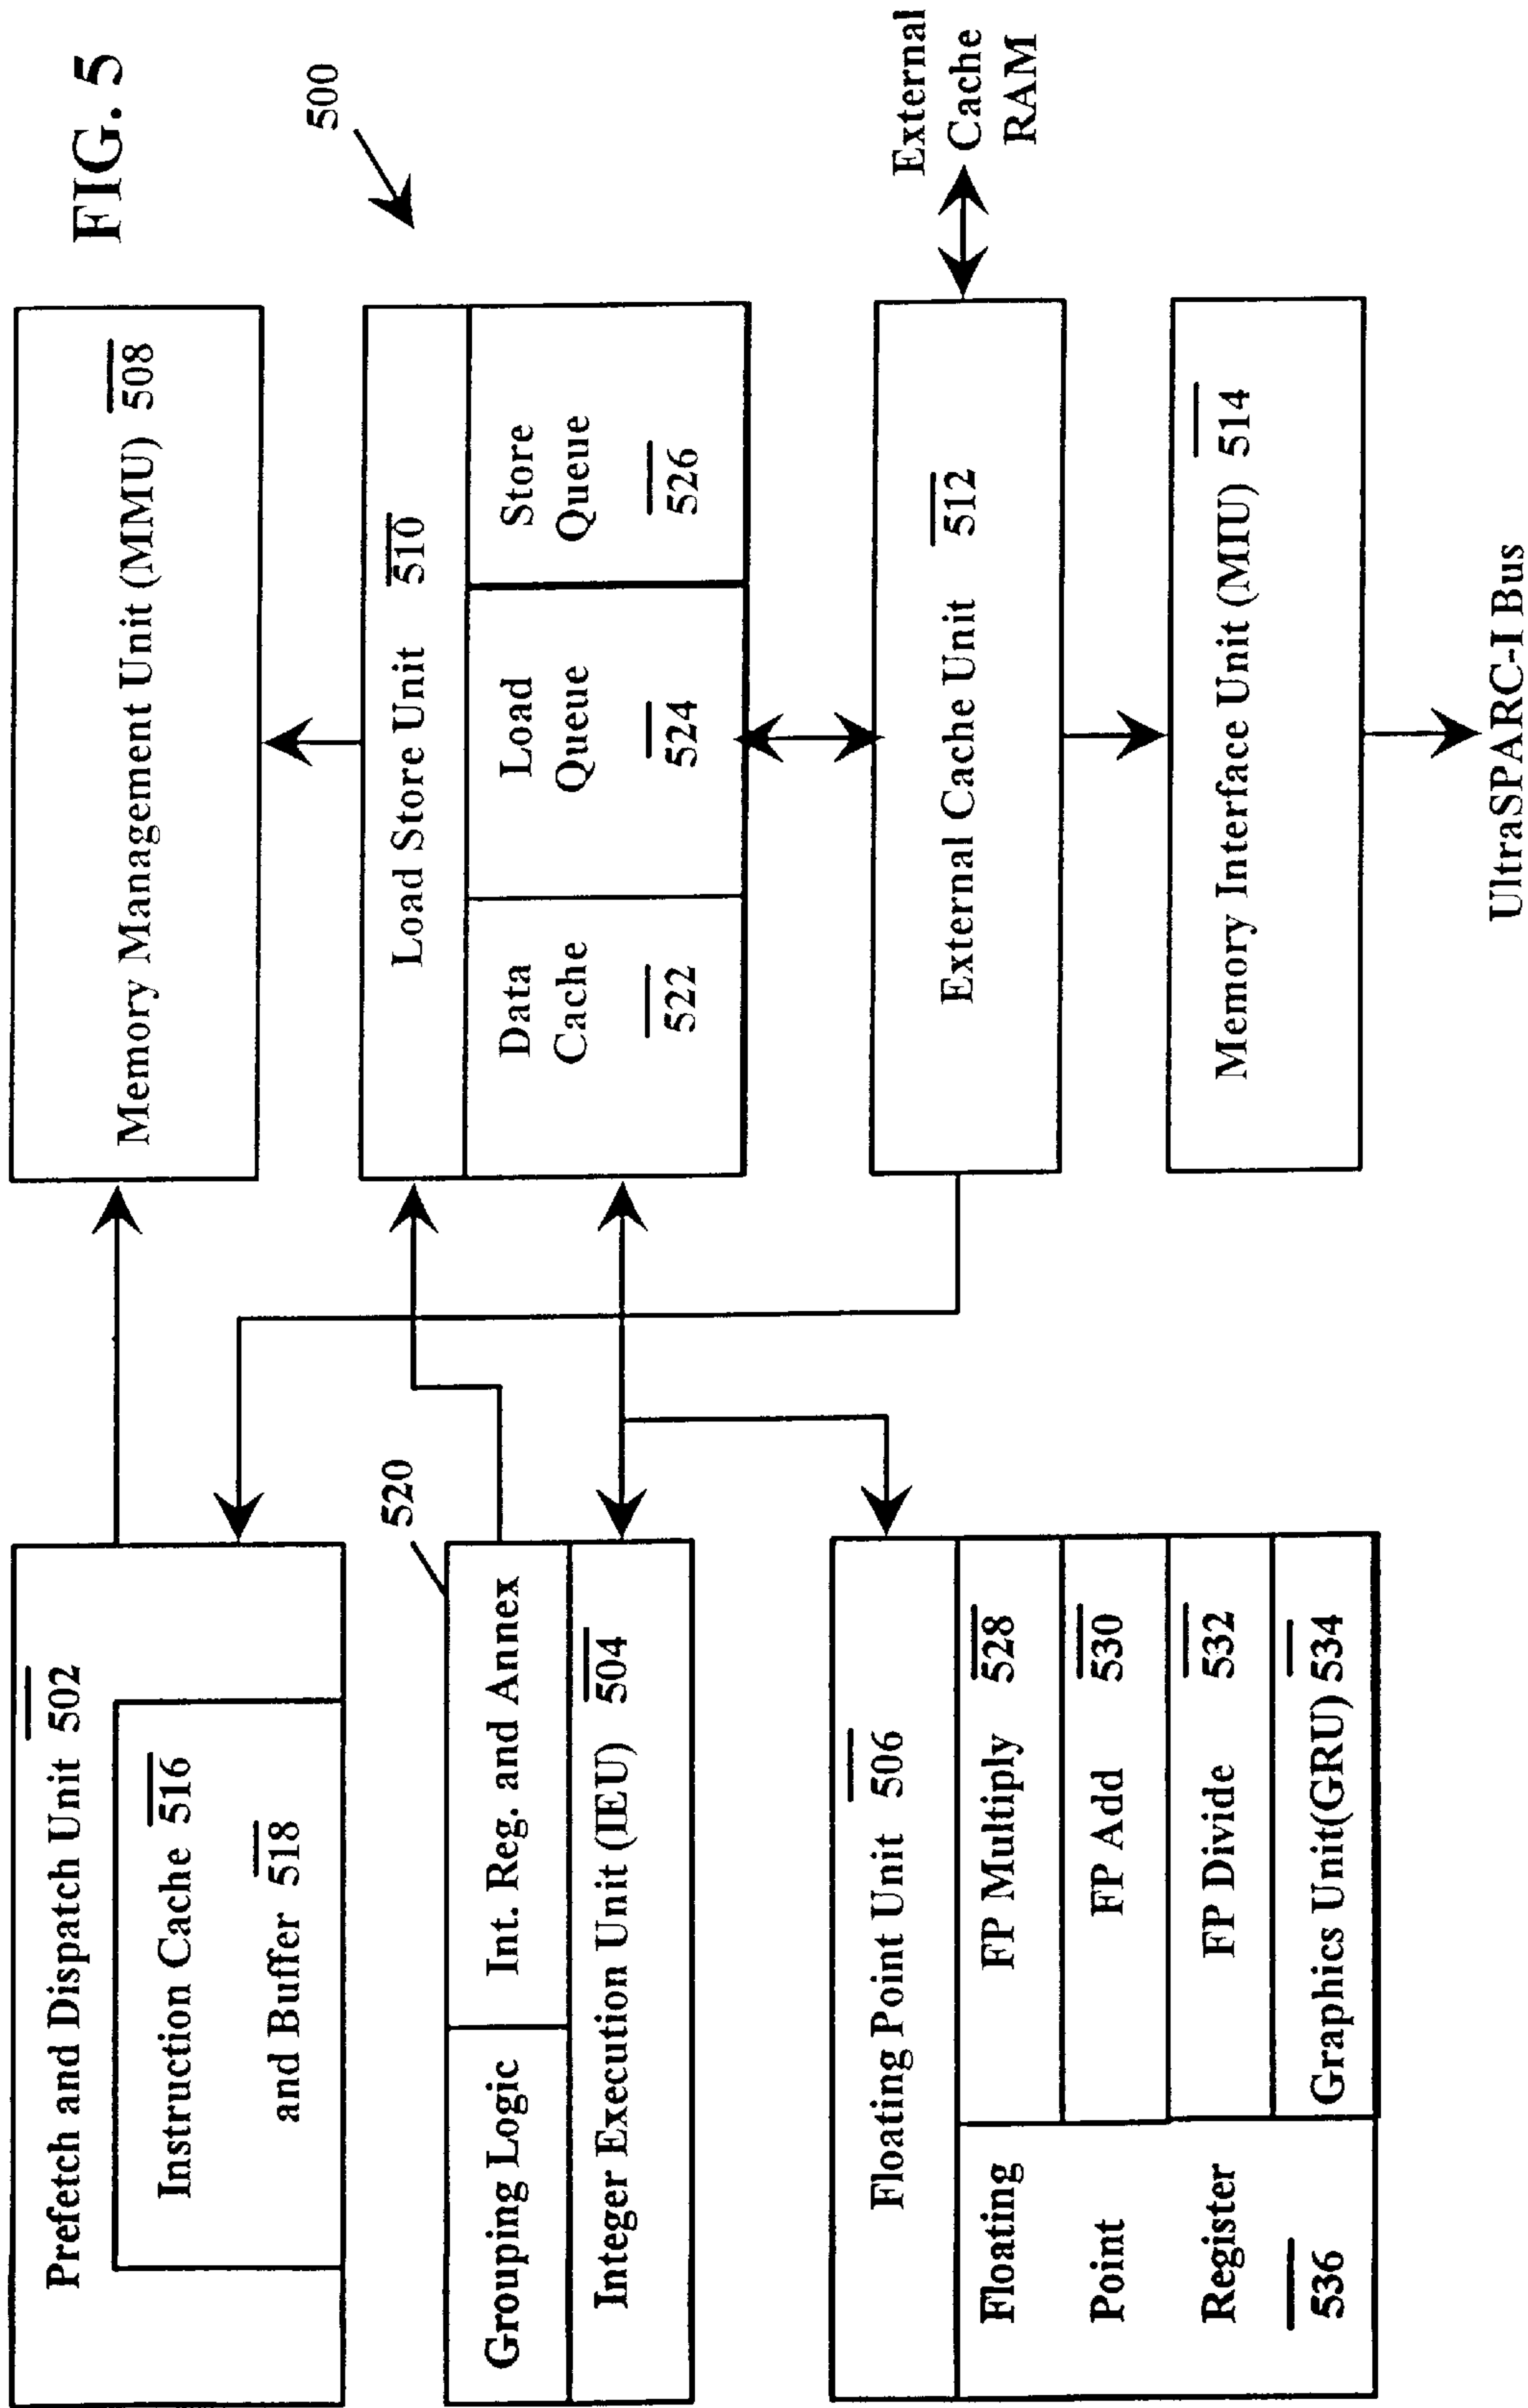 FIG. 5
500
Prefetch and Dispatch Unit 502
Instruction Cache 516
and Buffer 518
Memory Management Unit (MMU) 508
520
Grouping Logic
Int. Reg. and Annex
Integer Execution Unit (IEU) 504
Load Store Unit 510
Data
Cache
522
Load
Queue
524
Store
Queue
526
Floating Point Unit 506
Floating
Point
Register
536
FP Multiply 528
FP Add 530
FP Divide 532
Graphics Unit(GRU) 534
External Cache Unit 512
External
Cache
RAM
Memory Interface Unit (MIU) 514
UltraSPARC-I Bus